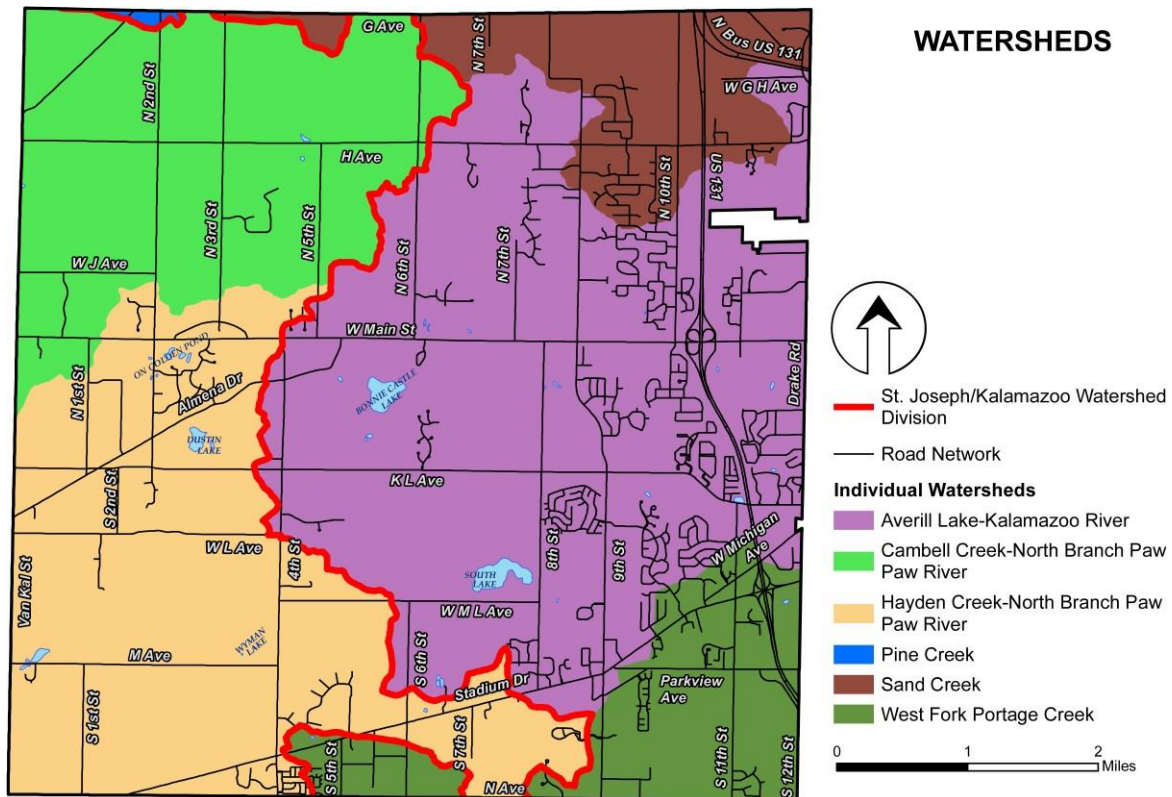 WATERSHEDS
G Ave
N 7th St
N Bus US 131
W G H Ave
N 2nd St
H Ave
N 10th St
US 131
N 3rd St
N 5th St
N 6th St
N 7th St
W J Ave
W Main St
Drake Rd
ON GOLDEN POND
N 1st St
Almena Dr
BONNIE CASTLE
LAKE
DUSTIN
LAKE
K L Ave
S 2nd St
8th St
9th St
W Michigan
Ave
W L Ave
4th St
SOUTH
LAKE
W M L Ave
Van Kal St
WYMAN
LAKE
M Ave
S 6th St
Stadium Dr
Parkview
Ave
S 1st St
S 5th St
S 7th St
N Ave
S 11th St
S 12th St
St. Joseph/Kalamazoo Watershed
Division
Road Network
Individual Watersheds
Averill Lake-Kalamazoo River
Cambell Creek-North Branch Paw
Paw River
Hayden Creek-North Branch Paw
Paw River
Pine Creek
Sand Creek
West Fork Portage Creek
0 1 2
Miles